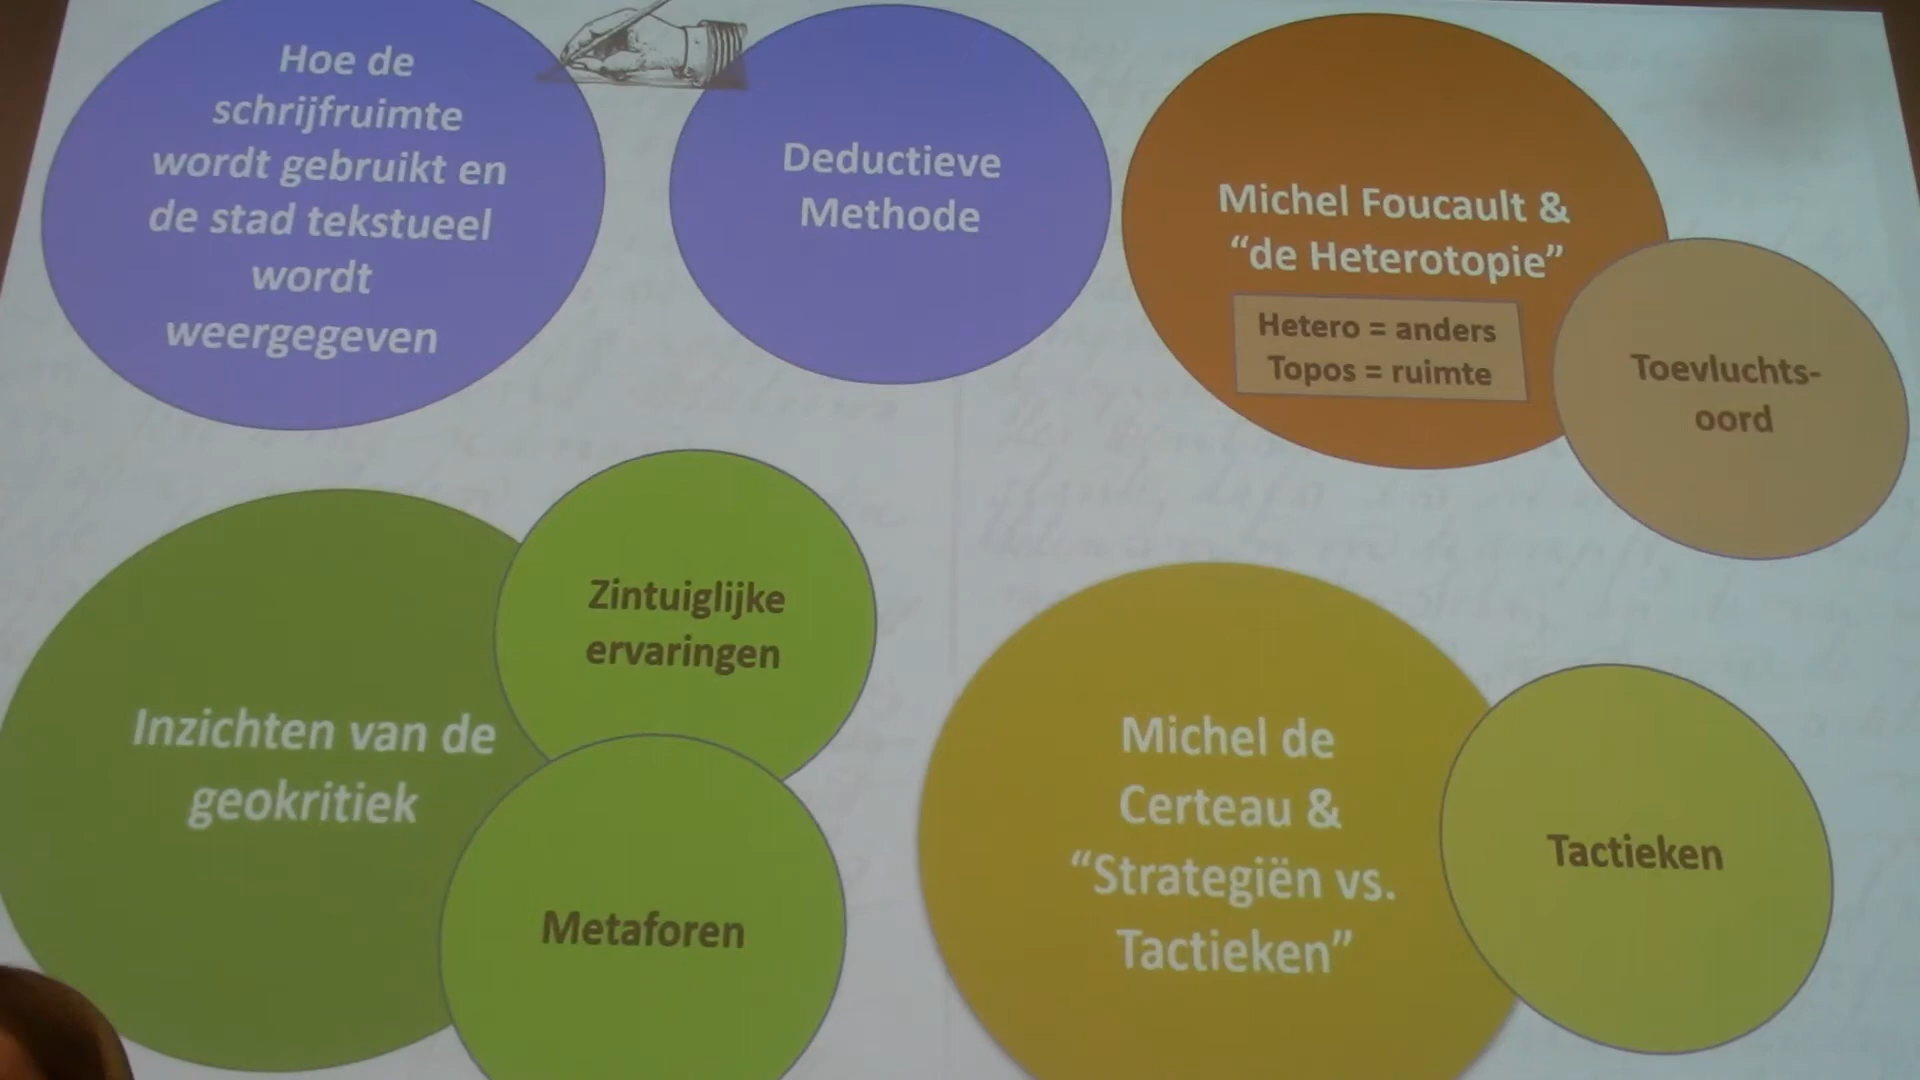 Hoe de
schrijfruimte
wordt gebruikt en
de stad tekstueel
wordt
weergegeven
Deductieve
Methode
Michel Foucault &
“de Heterotopie”
Hetero = anders
Topos = ruimte
Toevluchts-
oord
Inzichten van de
geokritiek
Zintuiglijke
ervaringen
Metaforen
Michel de
Certeau &
“Strategiën vs.
Tactieken”
Tactieken